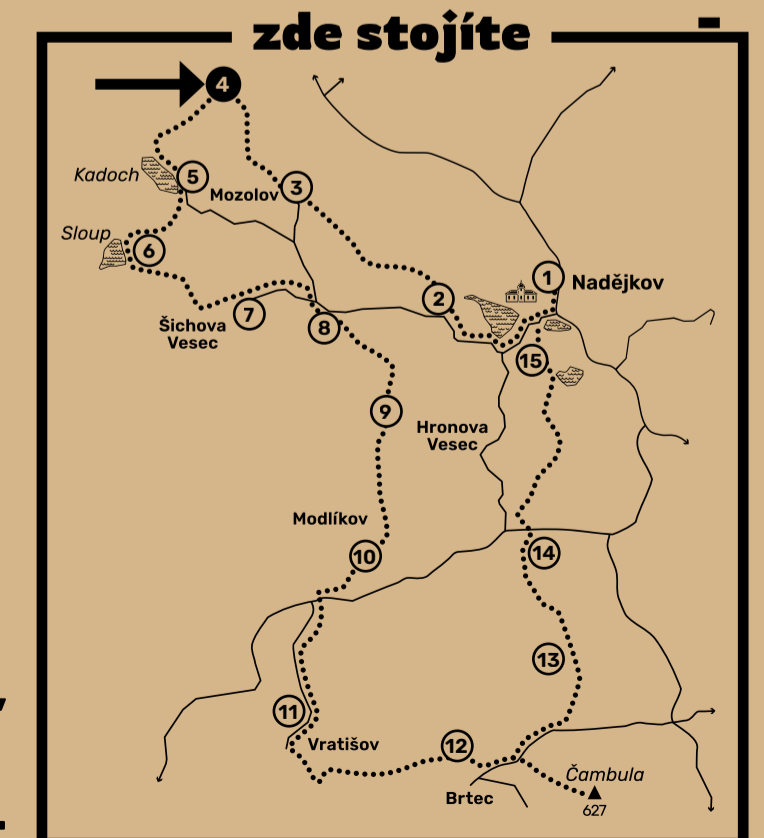 zde stojíte
4
Kadoch
5
Mozolov
3
Sloup
6
1
Nadějkov
2
7
Šichova
Vesec
8
15
9
Hronova
Vesec
Modlíkov
10
14
13
11
Vratišov
12
Čambula
Brtec
627